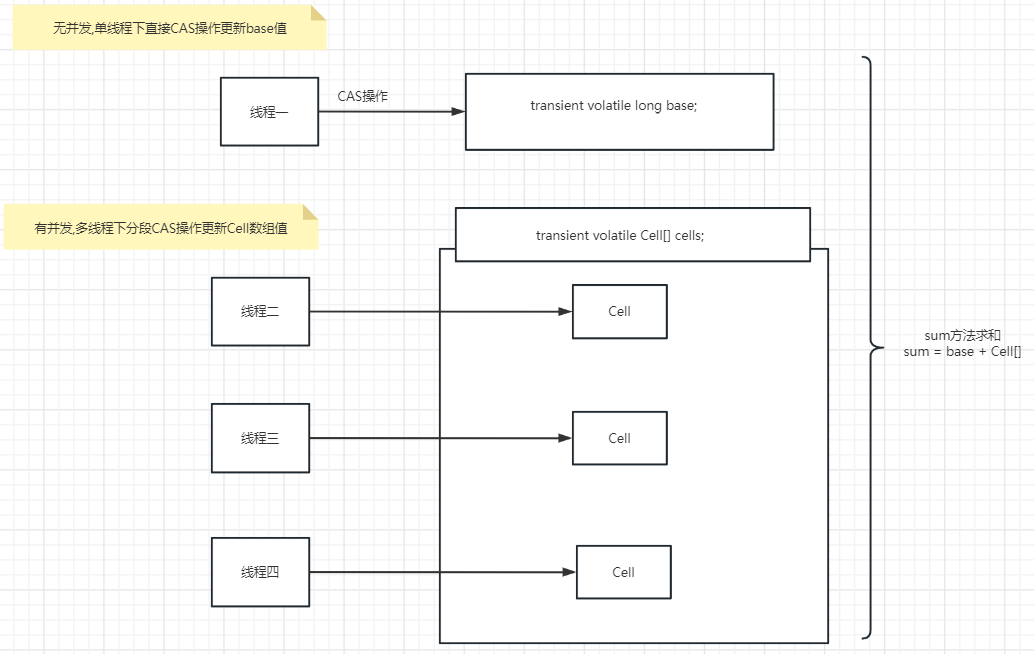 无并发,单线程下直接CAS操作更新base值
线程一
CAS操作
transient volatile long base;
有并发,多线程下分段CAS操作更新Cell数组值
transient volatile Cell[] cells;
线程二
Cell
sum方法求和
sum = base + Cell[]
线程三
Cell
线程四
Cell